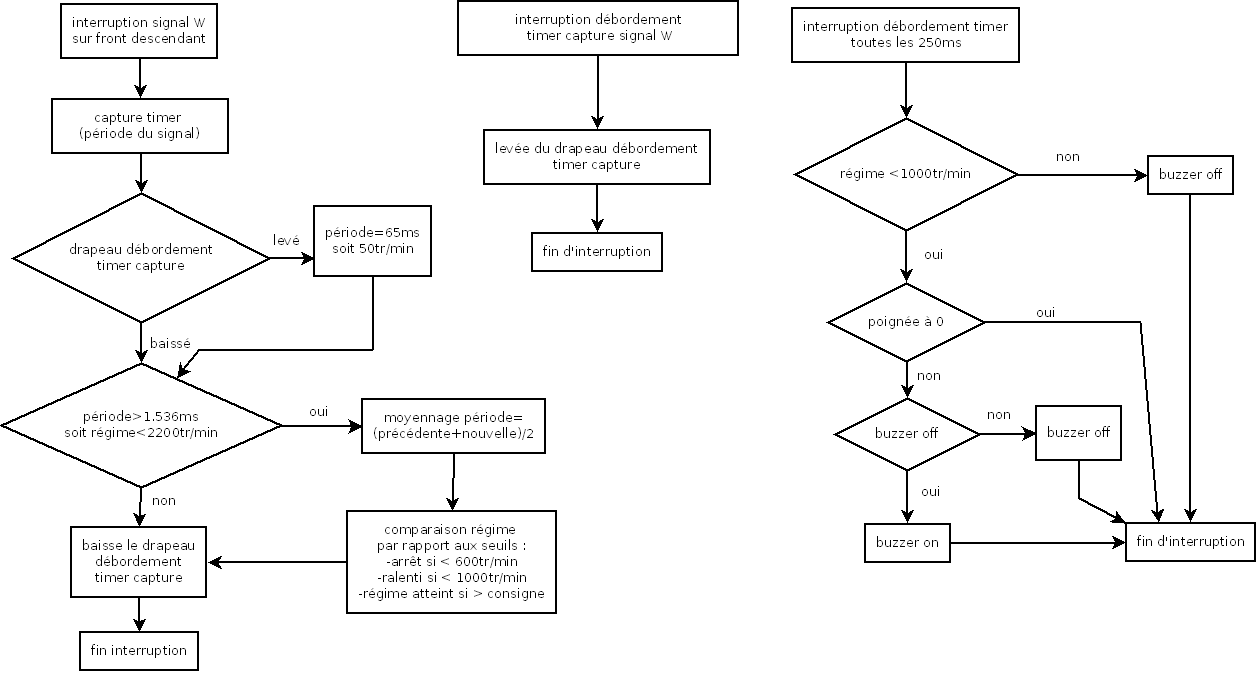 interruption signal W
sur front descendant
capture timer
(période du signal)
drapeau débordement
timer capture
levé
période=65ms
soit 50tr/min
baissé
période>1.536ms
soit régime<2200tr/min
oui
moyennage période=
(précédente+nouvelle)/2
non
comparaison régime
par rapport aux seuils :
-arrêt si < 600tr/min
-ralenti si < 1000tr/min
-régime atteint si > consigne
baisse le drapeau
débordement
timer capture
fin interruption
interruption débordement
timer capture signal W
levée du drapeau débordement
timer capture
fin d'interruption
interruption débordement timer
toutes les 250ms
régime <1000tr/min
non
buzzer off
oui
poignée à 0
oui
non
buzzer off
non
buzzer off
oui
buzzer on
fin d'interruption